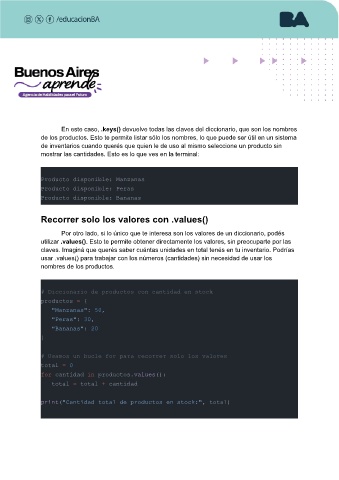 /educacionBA
BA
Buenos Aires
aprende
Agencia de Habilidades para el Futuro
En este caso, .keys() devuelve todas las claves del diccionario, que son los nombres
de los productos. Esto te permite listar sólo los nombres, lo que puede ser útil en un sistema
de inventarios cuando querés que quien le de uso al mismo seleccione un producto sin
mostrar las cantidades. Esto es lo que ves en la terminal:
Producto disponible: Manzanas
Producto disponible: Peras
Producto disponible: Bananas
Recorrer solo los valores con .values()
Por otro lado, si lo único que te interesa son los valores de un diccionario, podés
utilizar .values(). Esto te permite obtener directamente los valores, sin preocuparte por las
claves. Imaginá que querés saber cuántas unidades en total tenés en tu inventario. Podrías
usar .values() para trabajar con los números (cantidades) sin necesidad de usar los
nombres de los productos.
# Diccionario de productos con cantidad en stock
productos = {
"Manzanas": 50,
"Peras": 30,
"Bananas": 20
}
# Usamos un bucle for para recorrer solo los valores
total = 0
for cantidad in productos.values():
total = total + cantidad
print("Cantidad total de productos en stock:", total)